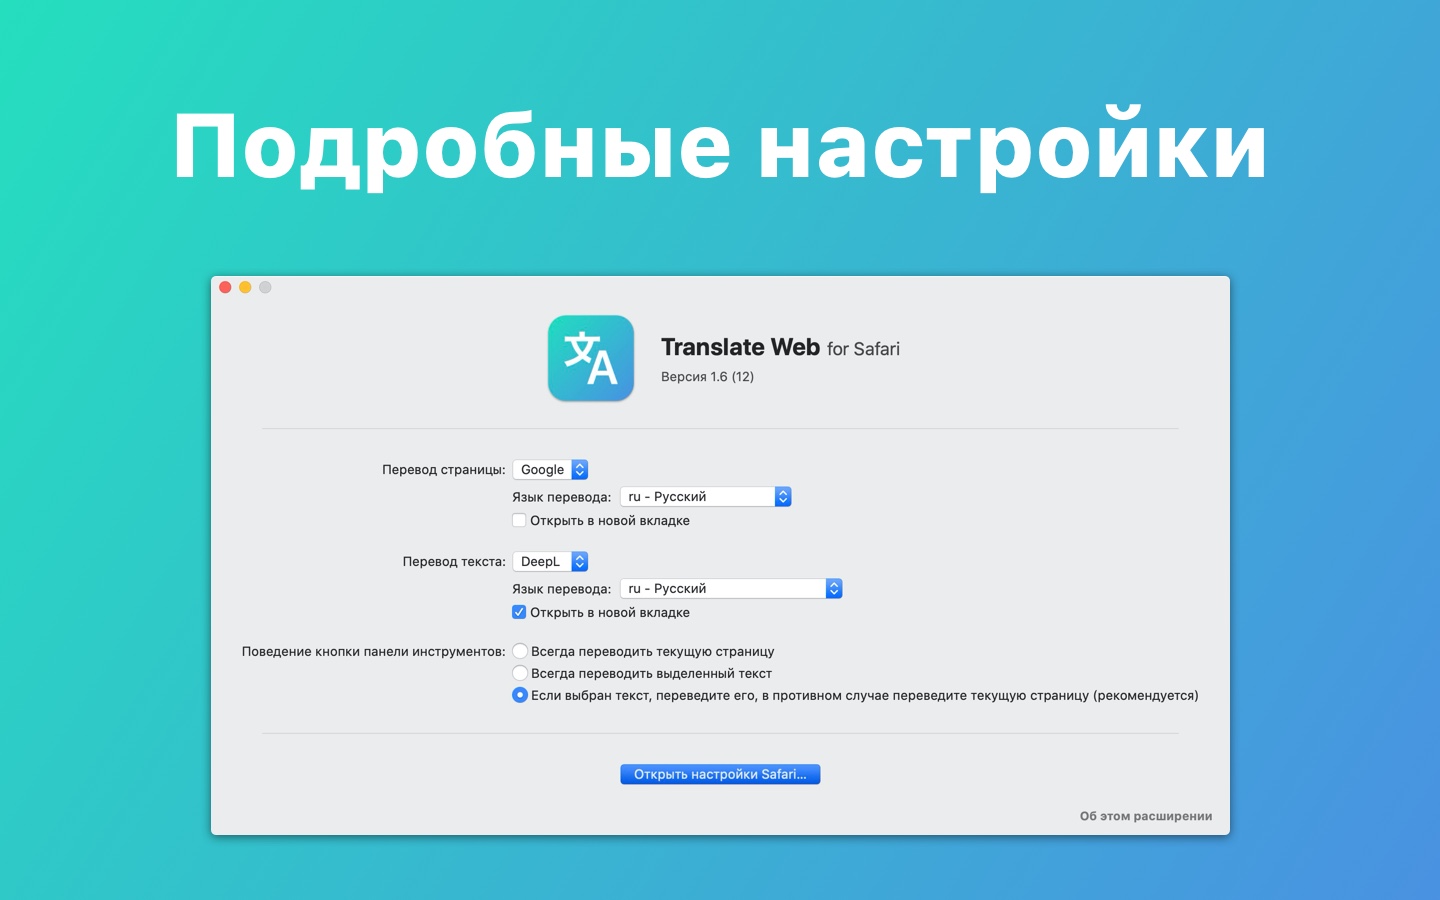 Подробные настройки
文A
Translate Web for Safari
Версия 1.6 (12)
Перевод страницы: Google
Язык перевода: ru - Русский
Открыть в новой вкладке
Перевод текста: DeepL
Язык перевода: ru - Русский
Открыть в новой вкладке
Поведение кнопки панели инструментов: Всегда переводить текущую страницу
Всегда переводить выделенный текст
Если выбран текст, переведите его, в противном случае переведите текущую страницу (рекомендуется)
Открыть настройки Safari...
Об этом расширении